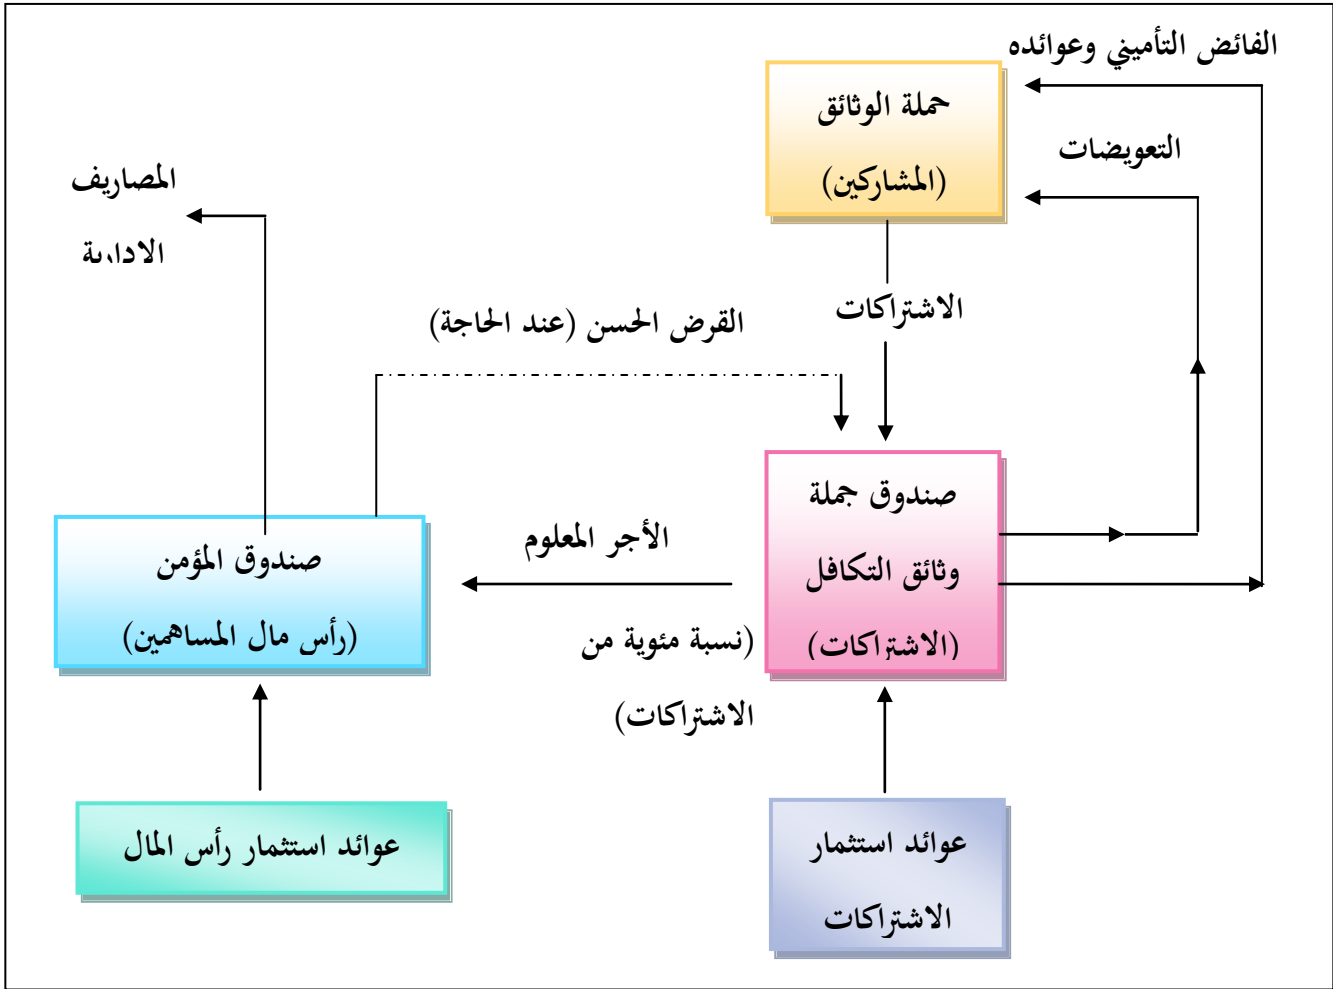 الفائض التأميني وعوائده
حملة الوثائق
(المشاركين)
التعويضات
المصاريف
الادارية
الاشتراكات
القرض الحسن (عند الحاجة)
صندوق جملة
وثائق التكافل
(الاشتراكات)
الأجر المعلوم
(نسبة مئوية من
الاشتراكات)
صندوق المؤمن
(رأس مال المساهمين)
عوائد استثمار رأس المال
عوائد استثمار
الاشتراكات